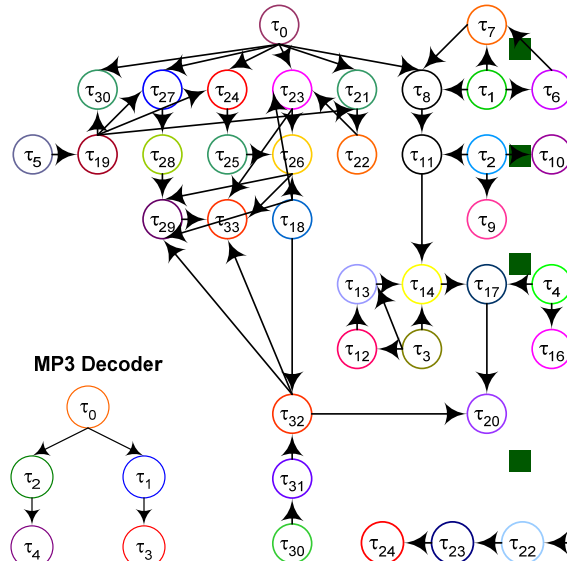 τ0 τ7
τ30 τ27 τ24 τ23 τ21 τ8 τ1 τ6
τ5 τ19 τ28 τ25 τ26 τ22 τ11 τ2 τ10
τ29 τ33 τ18 τ9
τ13 τ14 τ17 τ4
MP3 Decoder τ12 τ3 τ16
τ0 τ32 τ20
τ2 τ1 τ31
τ4 τ3 τ30 τ24 τ23 τ22